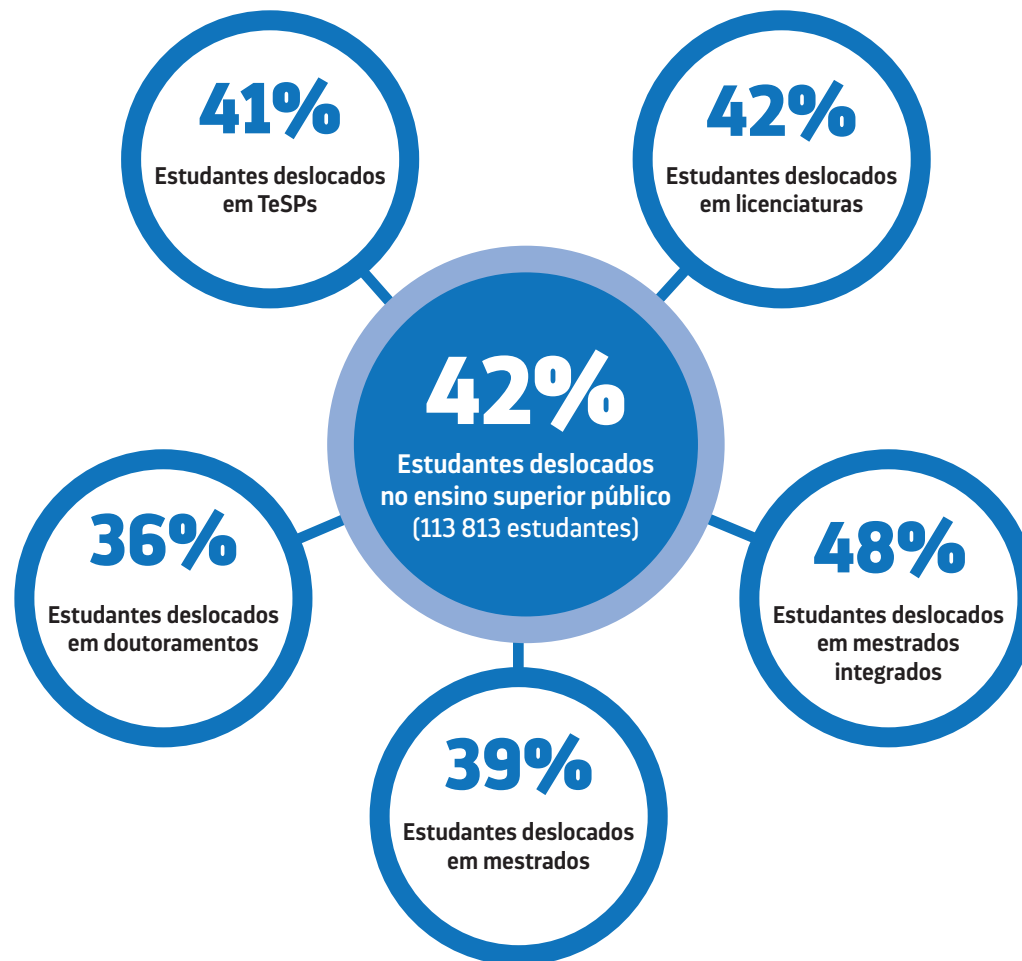 41%
Estudantes deslocados
em TeSPs
42%
Estudantes deslocados
em licenciaturas
42%
Estudantes deslocados
no ensino superior público
(113 813 estudantes)
36%
Estudantes deslocados
em doutoramentos
48%
Estudantes deslocados
em mestrados
integrados
39%
Estudantes deslocados
em mestrados